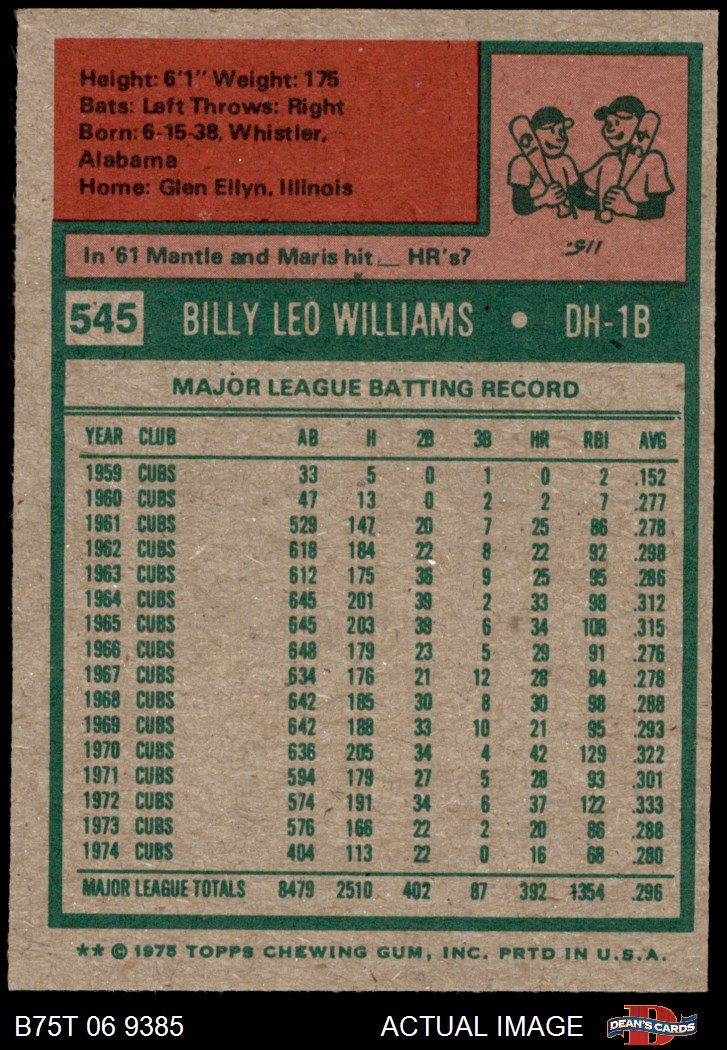 Height: 6'1" Weight: 175
Bats: Left Throws: Right
Born: 6-15-38, Whistler,
Alabama
Home: Glen Ellyn, Illinois
In '61 Mantle and Maris hit __ HR's?
545 BILLY LEO WILLIAMS • DH-1B
MAJOR LEAGUE BATTING RECORD
YEAR CLUB AB H 2B 3B HR RBI AVG
1959 CUBS 33 5 0 1 0 2 .152
1960 CUBS 47 13 0 2 2 7 .277
1961 CUBS 529 147 20 7 25 86 .278
1962 CUBS 618 184 22 8 22 92 .298
1963 CUBS 612 175 36 9 25 95 .286
1964 CUBS 645 201 39 2 33 98 .312
1965 CUBS 645 203 39 6 34 108 .315
1966 CUBS 648 179 23 5 29 91 .276
1967 CUBS 634 176 21 12 28 84 .278
1968 CUBS 642 185 30 8 30 98 .288
1969 CUBS 642 188 33 10 21 95 .293
1970 CUBS 636 205 34 4 42 129 .322
1971 CUBS 594 179 27 5 28 93 .301
1972 CUBS 574 191 34 6 37 122 .333
1973 CUBS 576 166 22 2 20 86 .288
1974 CUBS 404 113 22 0 16 68 .280
MAJOR LEAGUE TOTALS 8479 2510 402 87 392 1354 .296
** © 1975 TOPPS CHEWING GUM, INC. PRTD IN U.S.A.
B75T 06 9385 ACTUAL IMAGE D DEAN'S CARDS